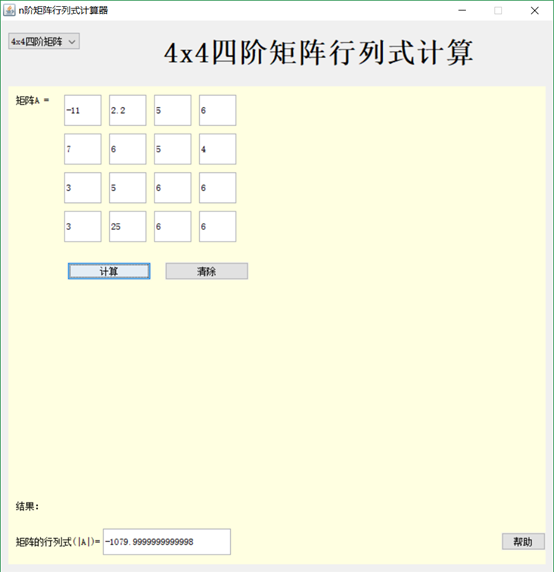 n阶矩阵行列式计算器
4x4四阶矩阵
4x4四阶矩阵行列式计算
矩阵A =
-11 2.2 5 6
7 6 5 4
3 5 6 6
3 25 6 6
计算 清除
结果:
矩阵的行列式(|A|)= -1079.9999999999998 帮助